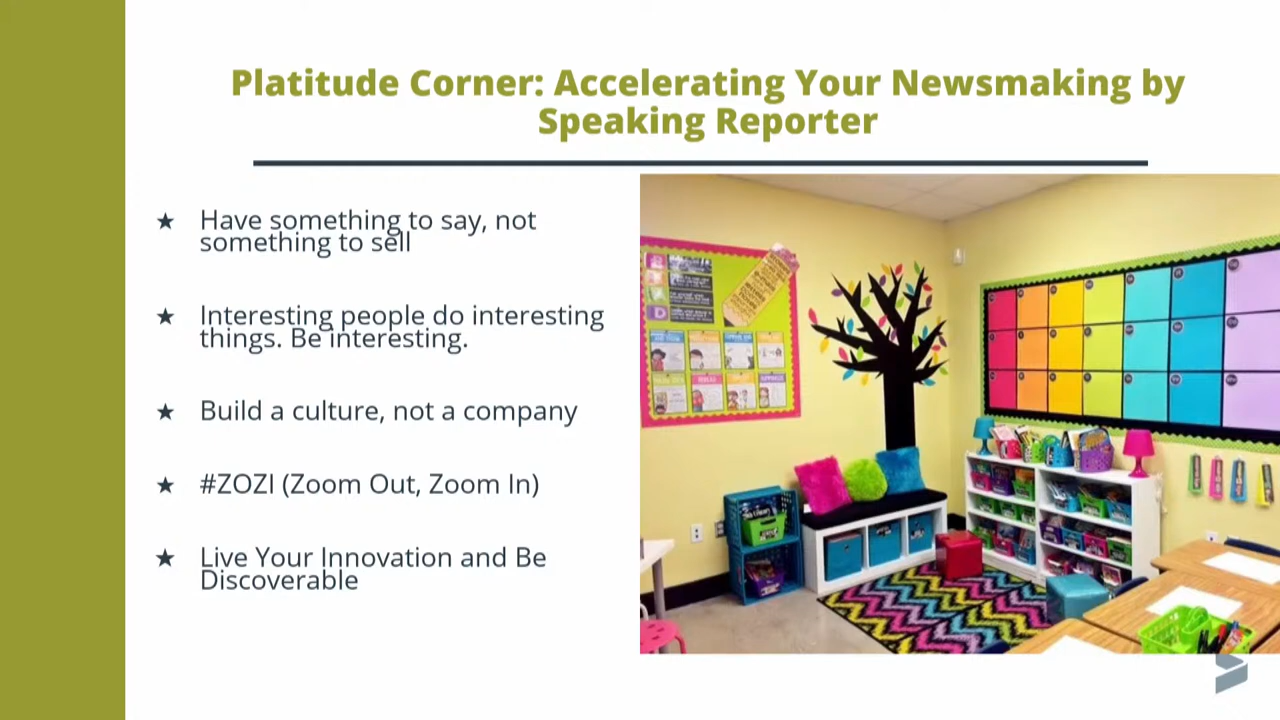 Platitude Corner: Accelerating Your Newsmaking by
Speaking Reporter
★ Have something to say, not
something to sell
★ Interesting people do interesting
things. Be interesting.
★ Build a culture, not a company
★ #ZOZI (Zoom Out, Zoom In)
★ Live Your Innovation and Be
Discoverable